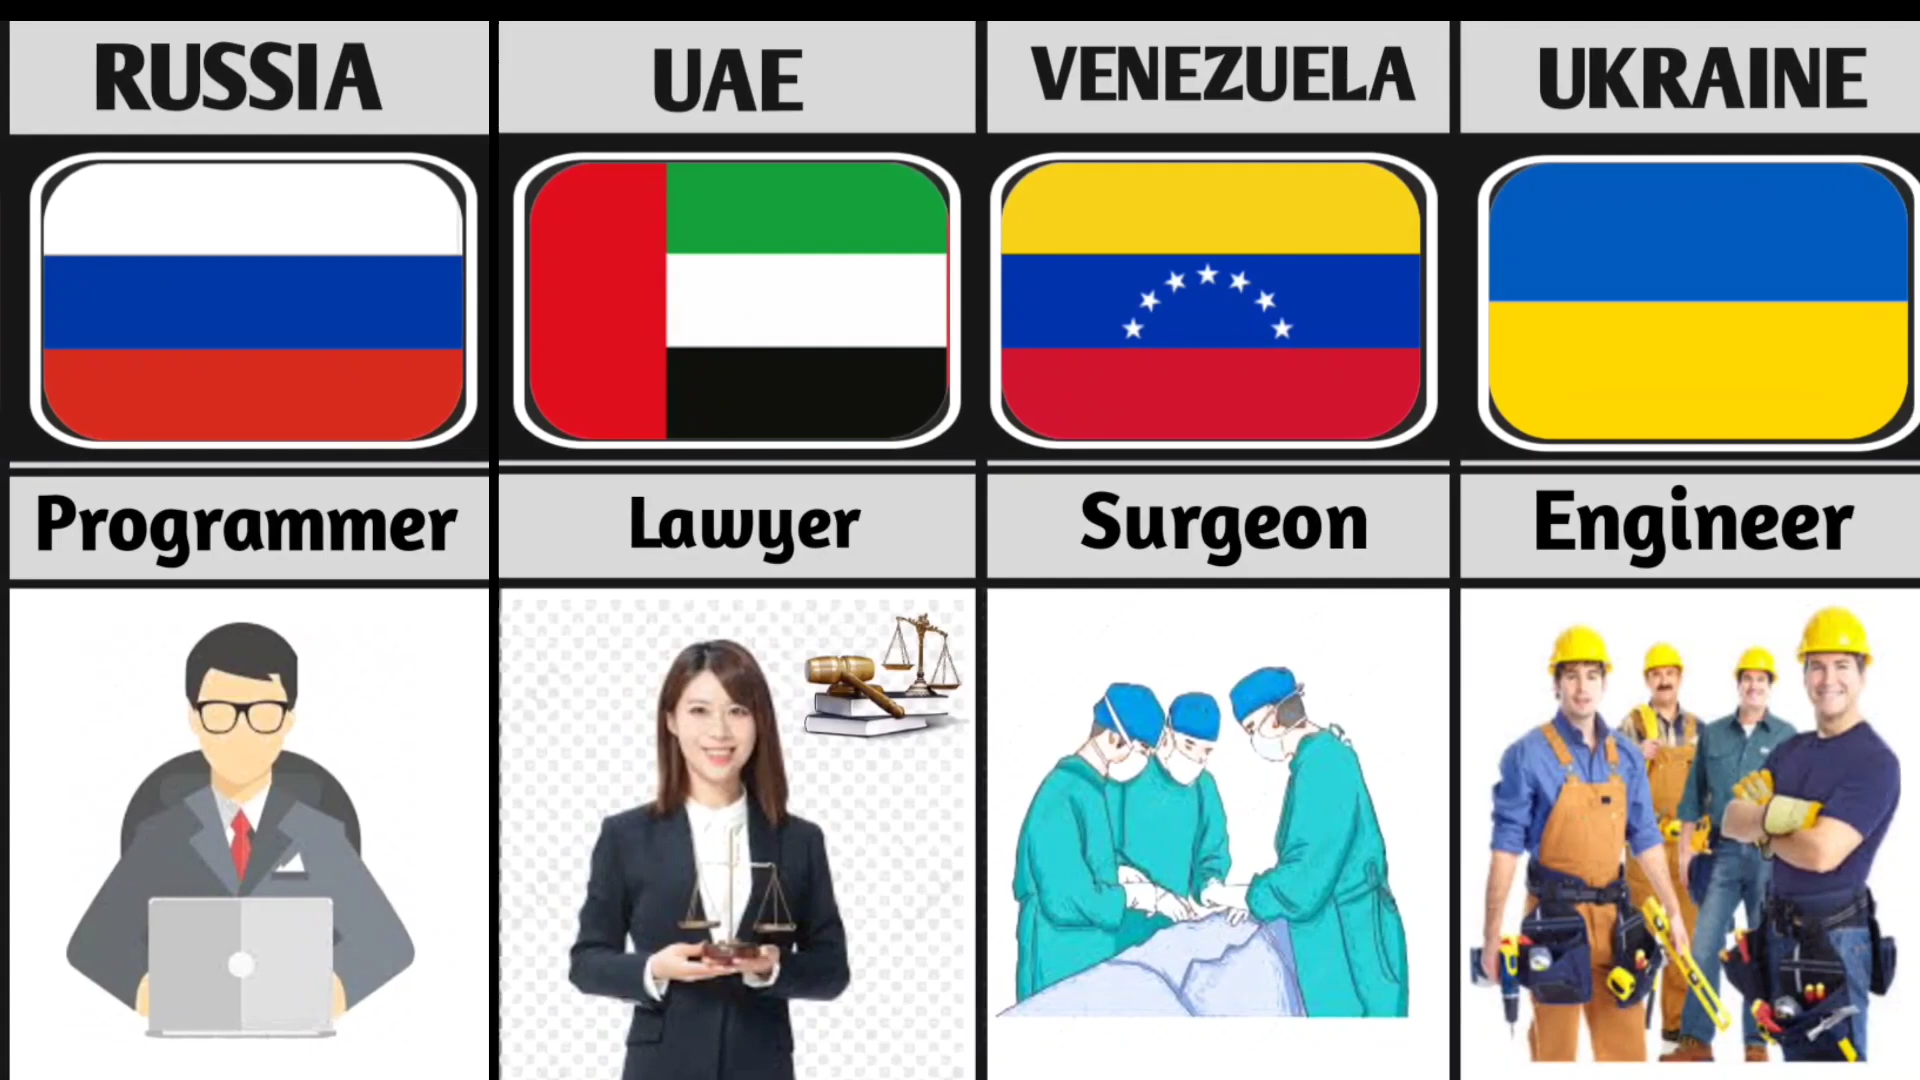 RUSSIA
UAE
VENEZUELA
UKRAINE
Programmer
Lawyer
Surgeon
Engineer